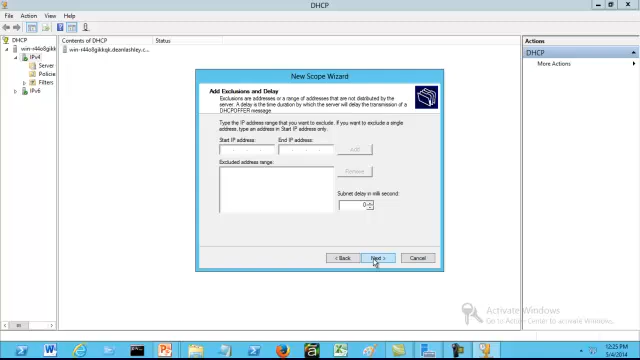 DHCP
File Action View Help
DHCP
win-r44o8gikk
IPv4
Server
Policie
Filters
IPv6
Contents of DHCP
Status
win-r44o8gikkqk.deanlashley.c...
Actions
DHCP
More Actions
New Scope Wizard
Add Exclusions and Delay
Exclusions are addresses or a range of addresses that are not distributed by the
server. A delay is the time duration by which the server will delay the transmission of a
DHCPOFFER message.
Type the IP address range that you want to exclude. If you want to exclude a single
address, type an address in Start IP address only.
Start IP address:
End IP address:
Add
Excluded address range:
Remove
Subnet delay in milli second:
0
< Back
Next >
Cancel
Activate Windows
Go to Action Center to activate Windows.
12:25 PM
3/4/2014